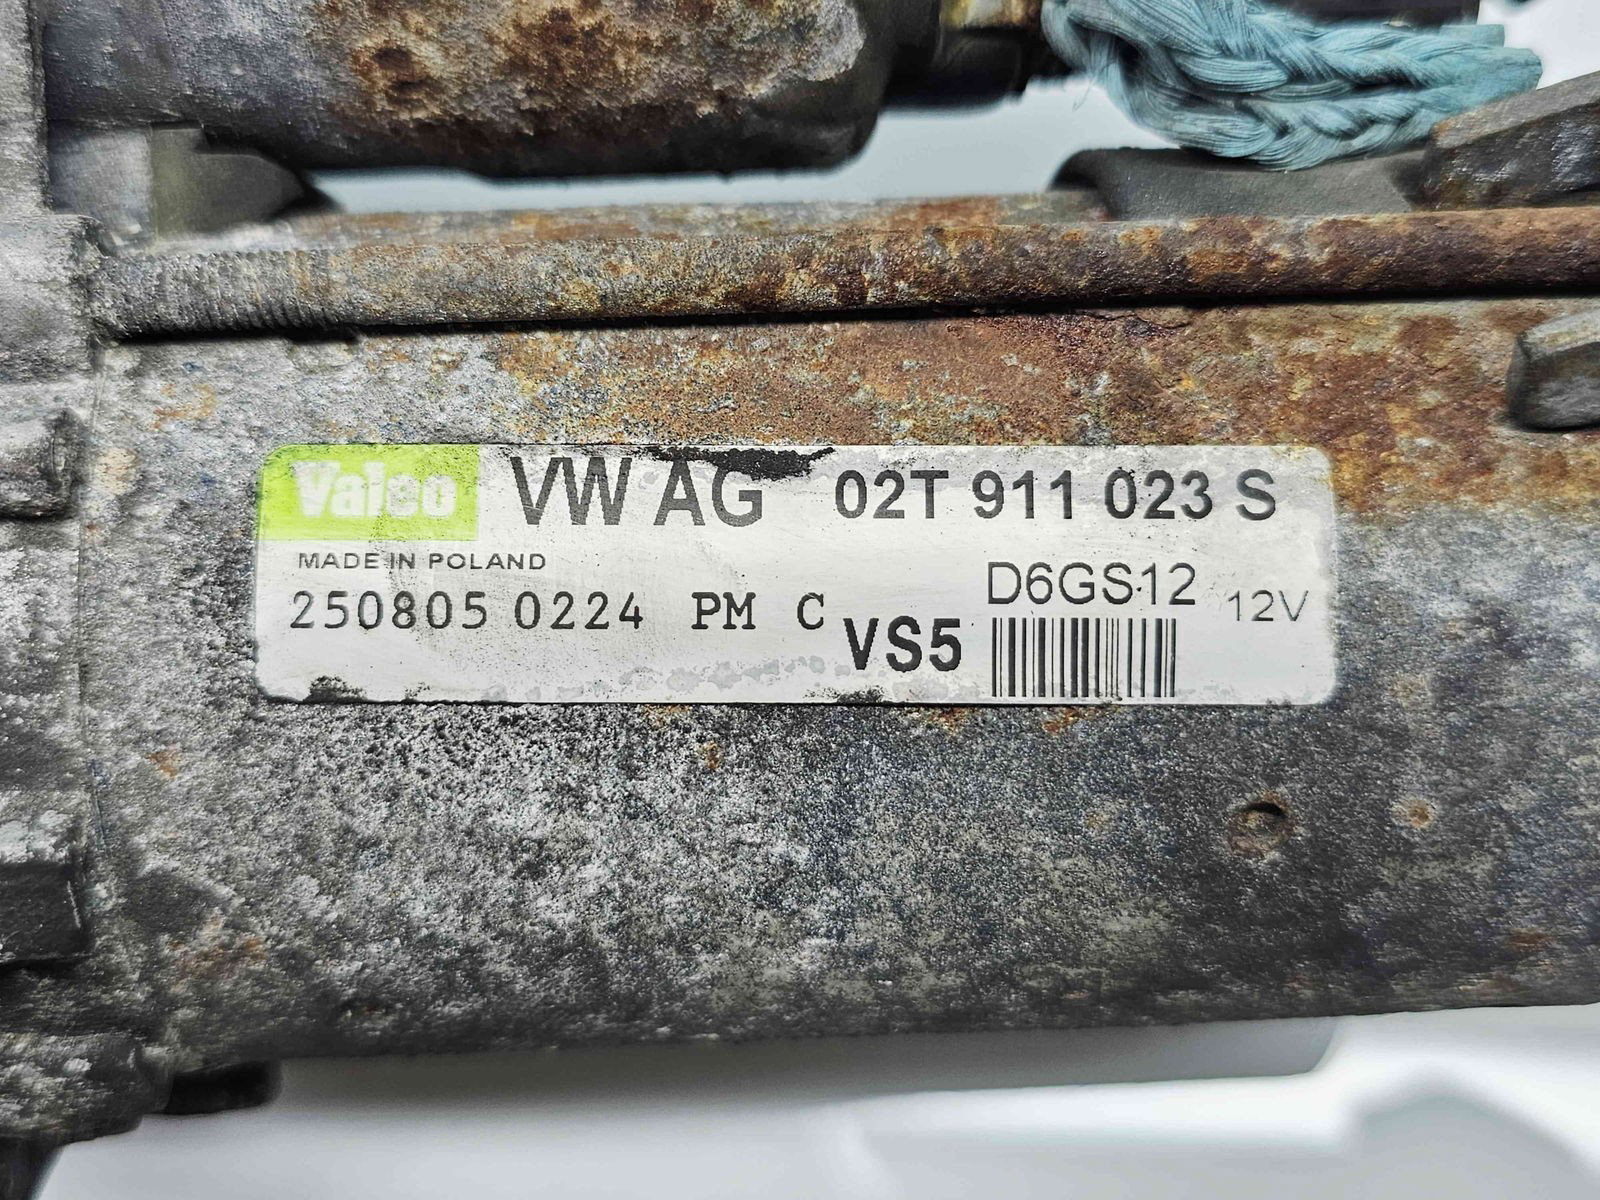 Valeo VW AG 02T 911 023 S
MADE IN POLAND
D6GS12 12V
250805 0224 PM C VS5